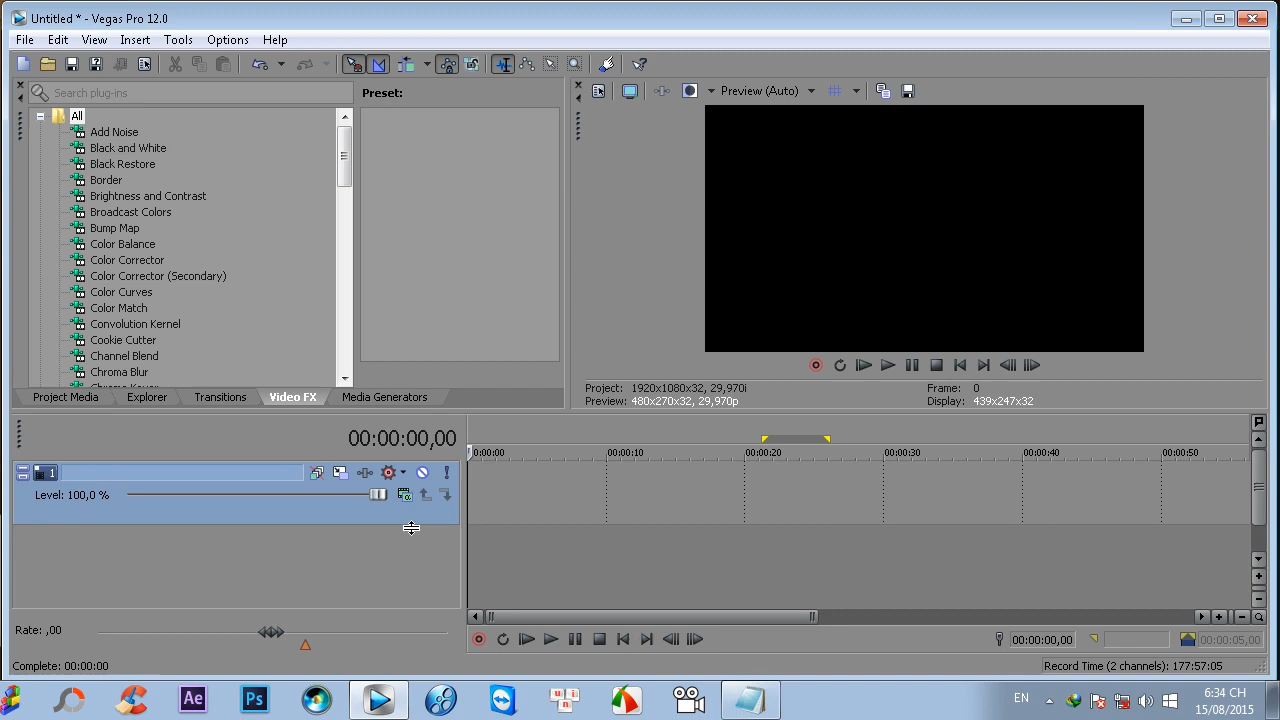 Untitled * - Vegas Pro 12.0
File Edit View Insert Tools Options Help
Search plug-ins
Preset:
Preview (Auto)
All
Add Noise
Black and White
Black Restore
Border
Brightness and Contrast
Broadcast Colors
Bump Map
Color Balance
Color Corrector
Color Corrector (Secondary)
Color Curves
Color Match
Convolution Kernel
Cookie Cutter
Channel Blend
Chroma Blur
Chroma Keyer
Project: 1920x1080x32, 29,970i
Frame: 0
Preview: 480x270x32, 29,970p
Display: 439x247x32
Project Media Explorer Transitions Video FX Media Generators
00:00:00,00
0:00:00 00:00:10 00:00:20 00:00:30 00:00:40 00:00:50
1
Level: 100,0 %
Rate: ,00
00:00:00,00
00:00:05,00
Complete: 00:00:00
Record Time (2 channels): 177:57:05
Ae
Ps
EN
6:34 CH
15/08/2015